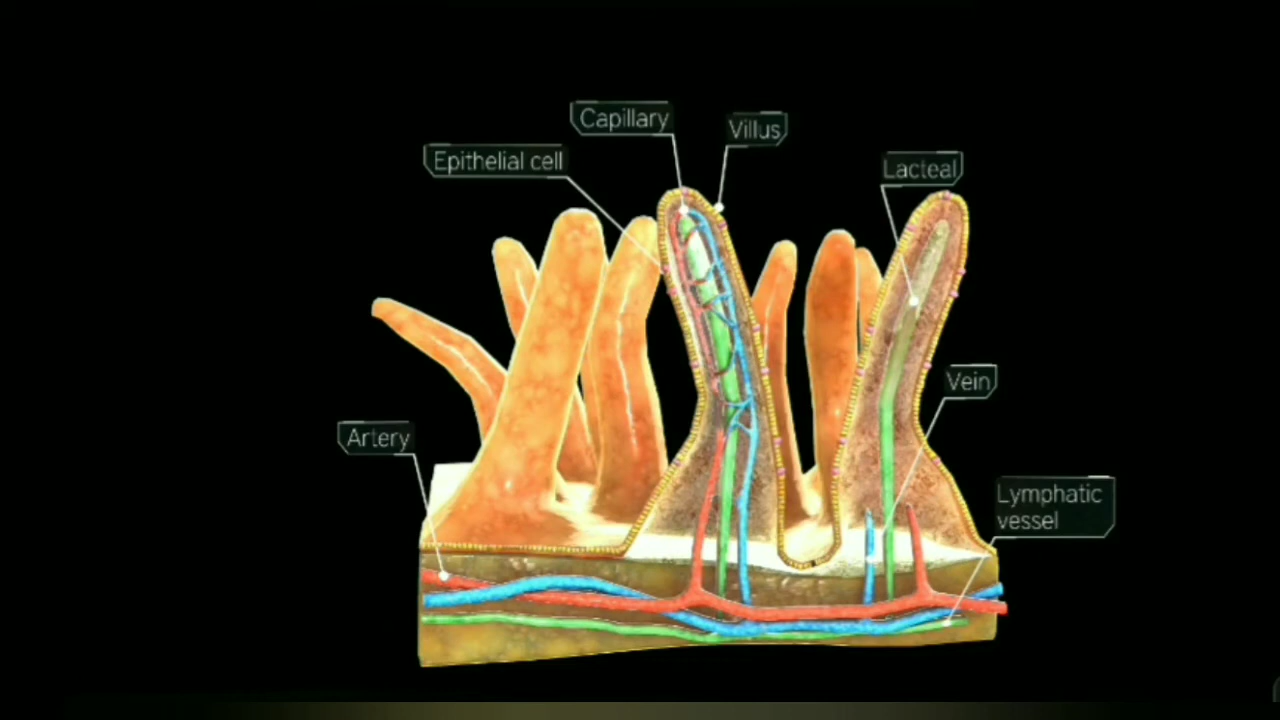 Capillary
Villus
Epithelial cell
Lacteal
Vein
Artery
Lymphatic
vessel